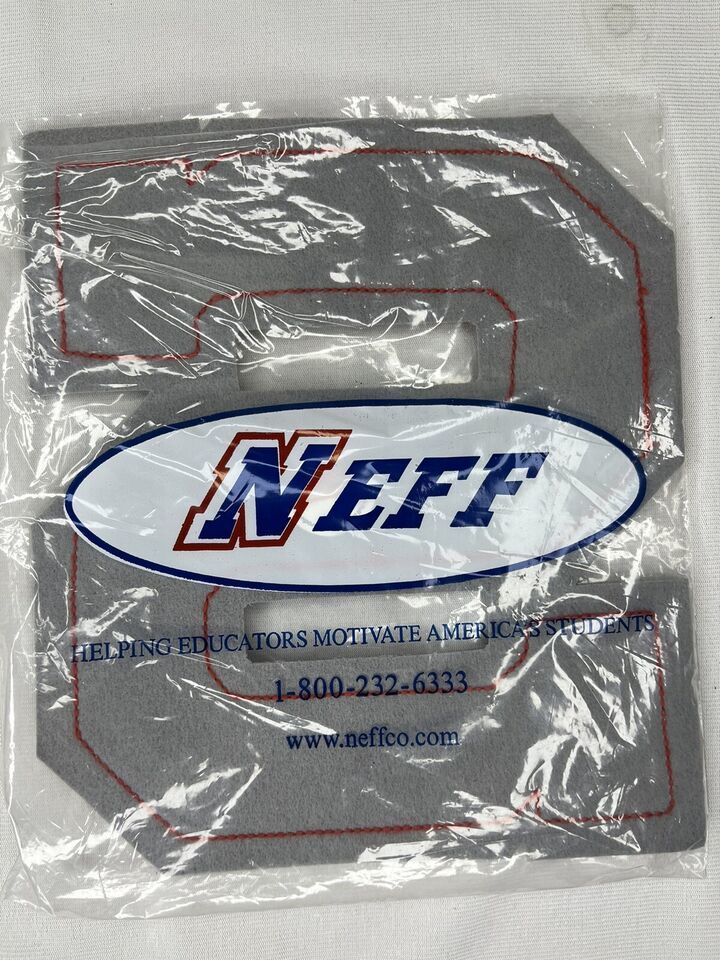 NEFF
HELPING EDUCATORS MOTIVATE AMERICA'S STUDENTS
1-800-232-6333
www.neffco.com